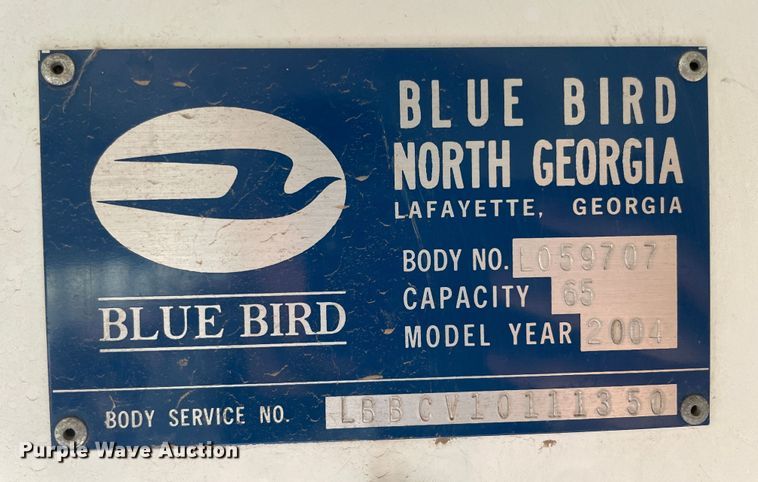 BLUE BIRD
NORTH GEORGIA
LAFAYETTE, GEORGIA
BODY NO. L059707
CAPACITY 65
MODEL YEAR 2004
BLUE BIRD
BODY SERVICE NO. LBBCV10111350
Purple Wave Auction